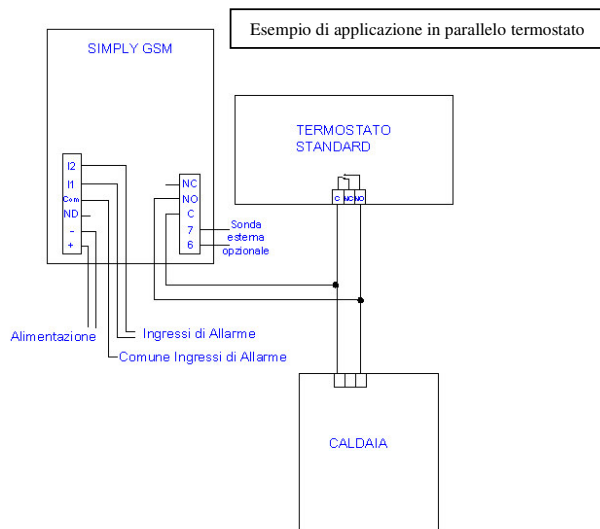 Esempio di applicazione in parallelo termostato
SIMPLY GSM
TERMOSTATO
STANDARD
I2
I1
Com
ND
-
+
NC
NO
C
7
6
C
NC
NO
Sonda
esterna
opzionale
Alimentazione
Ingressi di Allarme
Comune Ingressi di Allarme
CALDAIA